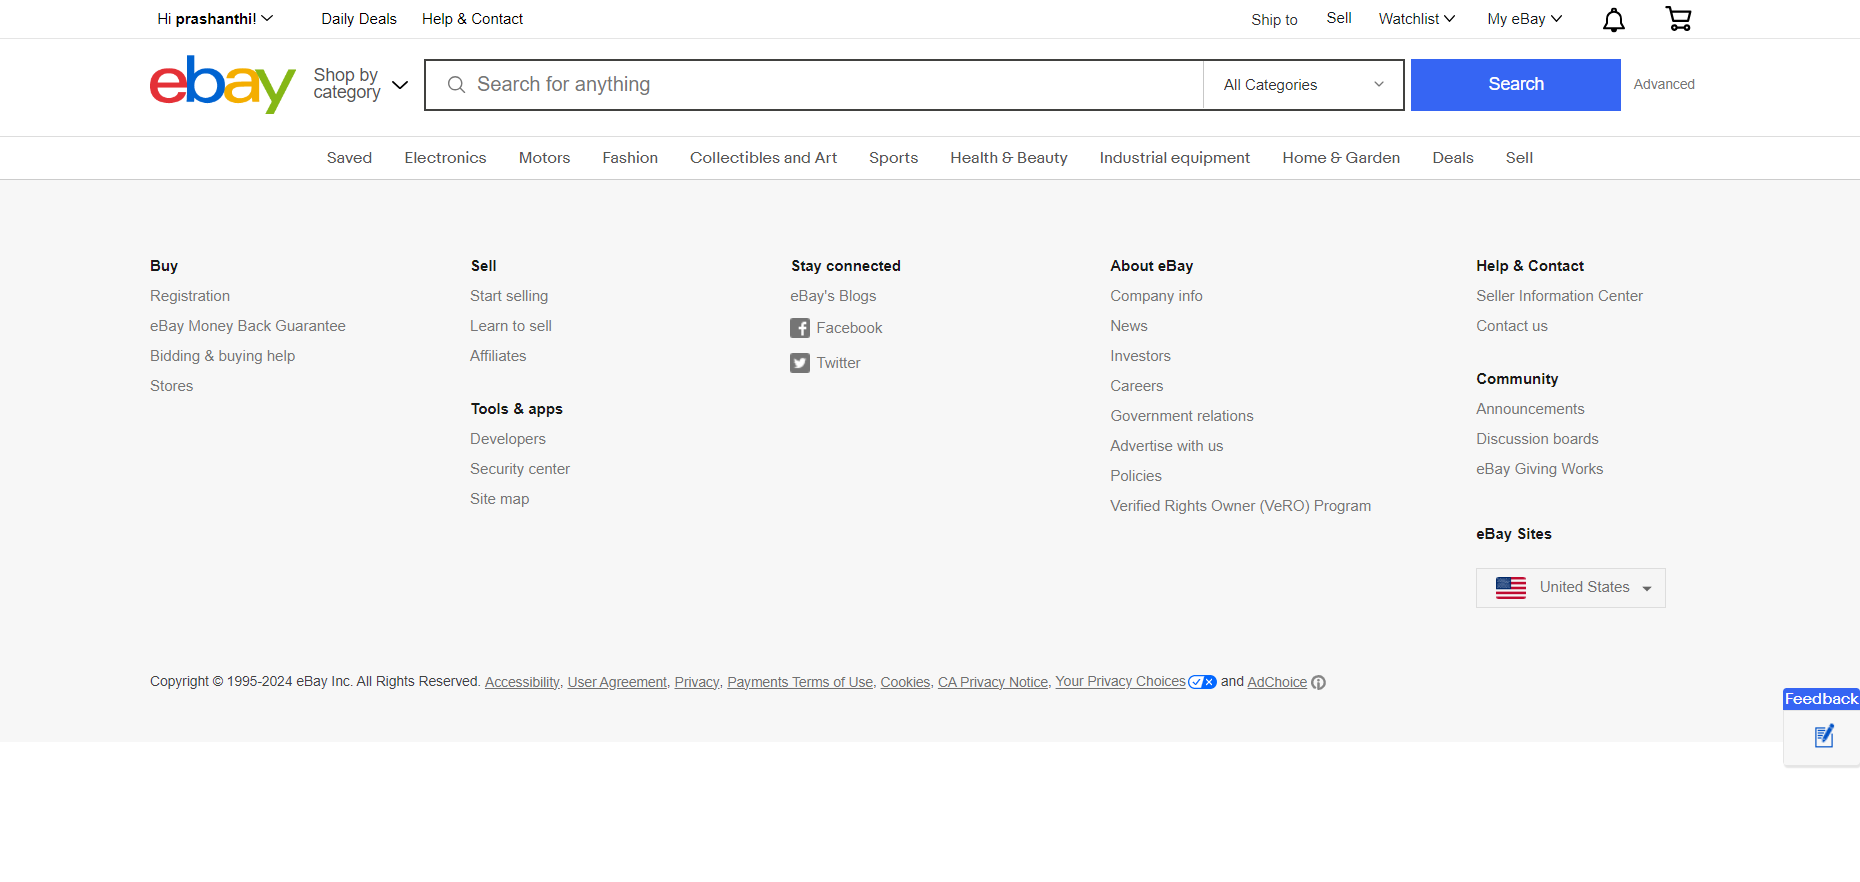 Hi prashanthi! Daily Deals Help & Contact Ship to Sell Watchlist My eBay
ebay Shop by category Search for anything All Categories Search Advanced
Saved Electronics Motors Fashion Collectibles and Art Sports Health & Beauty Industrial equipment Home & Garden Deals Sell
Buy
Registration
eBay Money Back Guarantee
Bidding & buying help
Stores
Sell
Start selling
Learn to sell
Affiliates
Tools & apps
Developers
Security center
Site map
Stay connected
eBay's Blogs
Facebook
Twitter
About eBay
Company info
News
Investors
Careers
Government relations
Advertise with us
Policies
Verified Rights Owner (VeRO) Program
Help & Contact
Seller Information Center
Contact us
Community
Announcements
Discussion boards
eBay Giving Works
eBay Sites
United States
Copyright © 1995-2024 eBay Inc. All Rights Reserved. Accessibility, User Agreement, Privacy, Payments Terms of Use, Cookies, CA Privacy Notice, Your Privacy Choices and AdChoice
Feedback